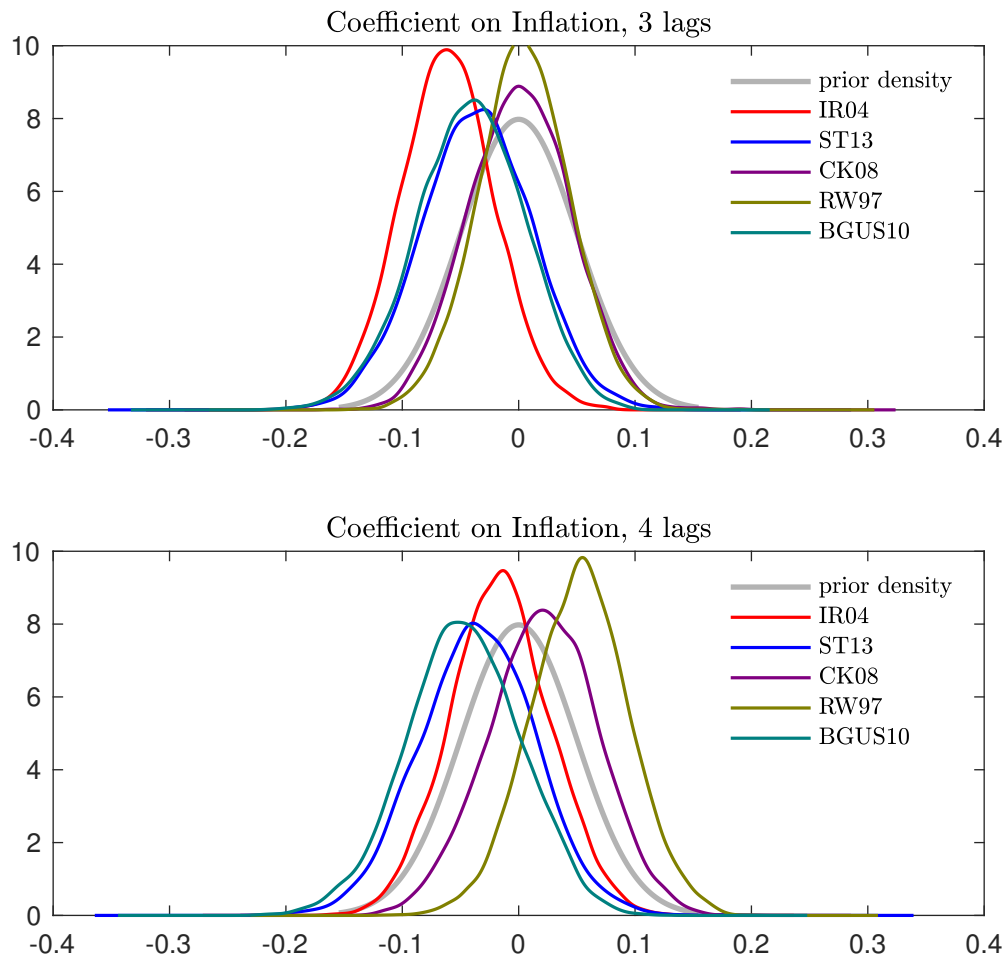 Coefficient on Inflation, 3 lags
10
8
6
4
2
0
prior density
IR04
ST13
CK08
RW97
BGUS10
-0.4 -0.3 -0.2 -0.1 0 0.1 0.2 0.3 0.4
Coefficient on Inflation, 4 lags
10
8
6
4
2
0
prior density
IR04
ST13
CK08
RW97
BGUS10
-0.4 -0.3 -0.2 -0.1 0 0.1 0.2 0.3 0.4